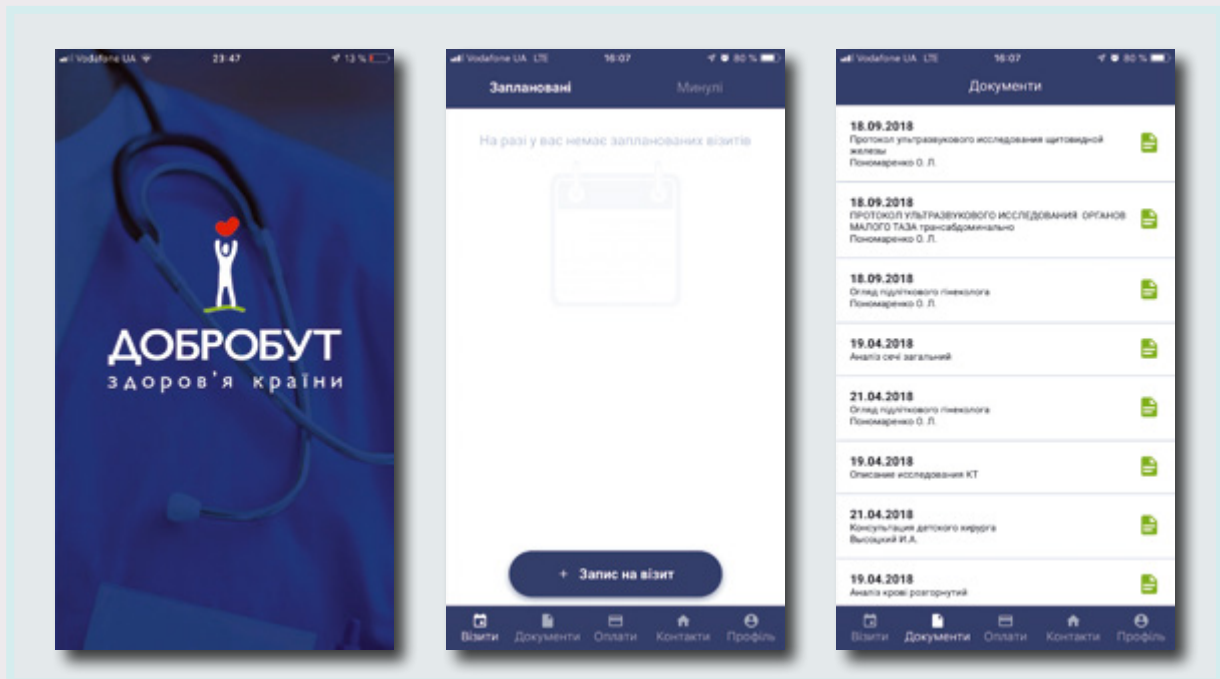 Vodafone UA 23:47 13 %
ДОБРОБУТ
здоров'я країни
Vodafone UA LTE 16:07 80 %
Заплановані Минулі
На разі у вас немає запланованих візитів
+ Запис на візит
Візити Документи Оплати Контакти Профіль
Vodafone UA LTE 16:07 80 %
Документи
18.09.2018
Протокол ультразвукового исследования щитовидной
железы
Пономаренко О. Л.
18.09.2018
ПРОТОКОЛ УЛЬТРАЗВУКОВОГО ИССЛЕДОВАНИЯ ОРГАНОВ
МАЛОГО ТАЗА трансабдоминально
Пономаренко О. Л.
18.09.2018
Огляд підліткового гінеколога
Пономаренко О. Л.
19.04.2018
Аналіз сечі загальний
21.04.2018
Огляд підліткового гінеколога
Пономаренко О. Л.
19.04.2018
Описание исследования КТ
21.04.2018
Консультация детского хирурга
Высоцкий И.А.
19.04.2018
Аналіз крові розгорнутий
Візити Документи Оплати Контакти Профіль